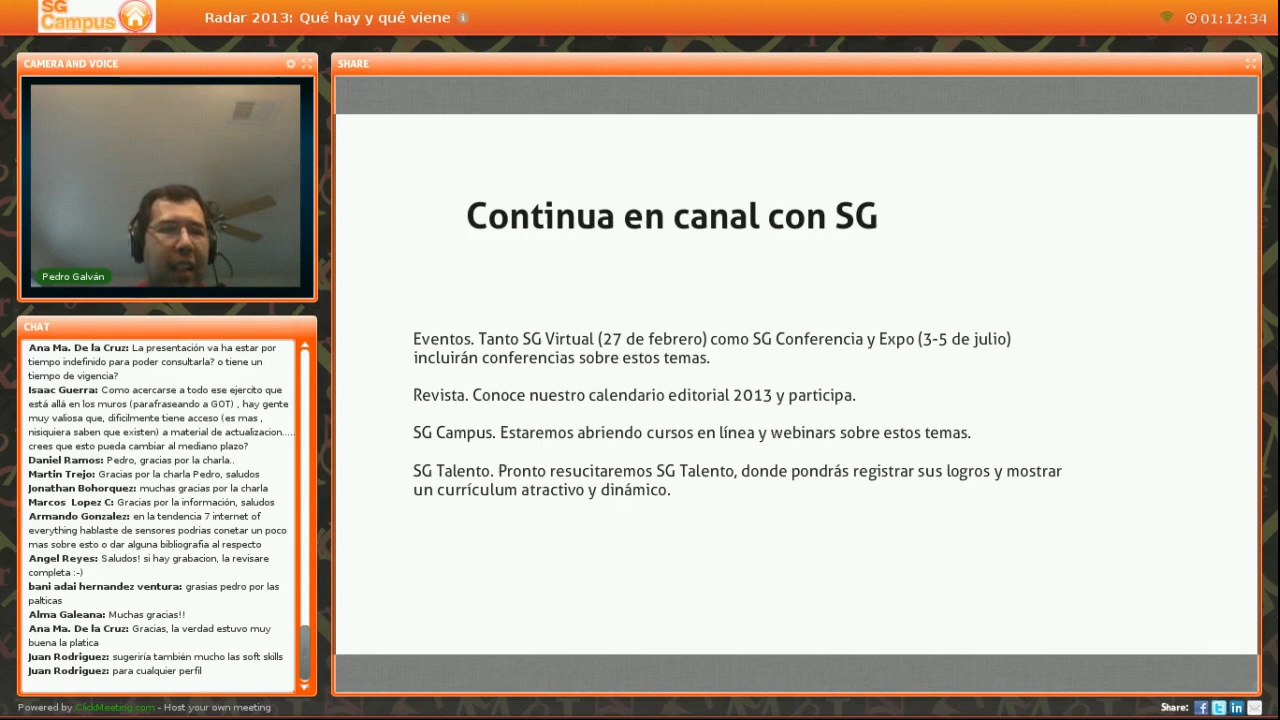 SG
Campus
Radar 2013: Qué hay y qué viene
01:12:34
CAMERA AND VOICE
Pedro Galván
CHAT
Ana Ma. De la Cruz: La presentación va ha estar por
tiempo indefinido para poder consultarla? o tiene un
tiempo de vigencia?
Isaac Guerra: Como acercarse a todo ese ejercito que
está allá en los muros (parafraseando a GOT) , hay gente
muy valiosa que, dificilmente tiene acceso (es mas ,
nisiquiera saben que existen) a material de actualizacion.....
crees que esto pueda cambiar al mediano plazo?
Daniel Ramos: Pedro, gracias por la charla..
Martin Trejo: Gracias por la charla Pedro, saludos
Jonathan Bohorquez: muchas gracias por la charla
Marcos Lopez C: Gracias por la información, saludos
Armando Gonzalez: en la tendencia 7 internet of
everything hablaste de sensores podrias conetar un poco
mas sobre esto o dar alguna bibliografia al respecto
Angel Reyes: Saludos! si hay grabacion, la revisare
completa :-)
bani adai hernandez ventura: grasias pedro por las
palticas
Alma Galeana: Muchas gracias!!
Ana Ma. De la Cruz: Gracias, la verdad estuvo muy
buena la platica
Juan Rodriguez: sugeriría también mucho las soft skills
Juan Rodriguez: para cualquier perfil
SHARE
Continua en canal con SG
Eventos. Tanto SG Virtual (27 de febrero) como SG Conferencia y Expo (3-5 de julio)
incluirán conferencias sobre estos temas.
Revista. Conoce nuestro calendario editorial 2013 y participa.
SG Campus. Estaremos abriendo cursos en línea y webinars sobre estos temas.
SG Talento. Pronto resucitaremos SG Talento, donde pondrás registrar sus logros y mostrar
un currículum atractivo y dinámico.
Powered by ClickMeeting.com - Host your own meeting
Share: